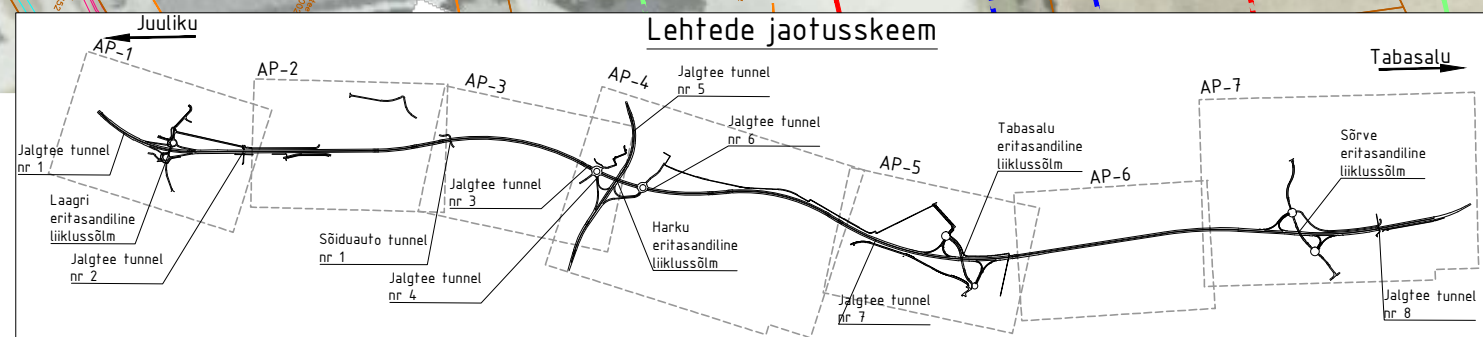 Lehtede jaotusskeem
Juuliku
Tabasalu
AP-1
AP-2
AP-3
AP-4
AP-5
AP-6
AP-7
Jalgtee tunnel
nr 1
Laagri
eritasandiline
liiklussõlm
Jalgtee tunnel
nr 2
Sõiduauto tunnel
nr 1
Jalgtee tunnel
nr 3
Jalgtee tunnel
nr 4
Jalgtee tunnel
nr 5
Jalgtee tunnel
nr 6
Harku
eritasandiline
liiklussõlm
Jalgtee tunnel
nr 7
Tabasalu
eritasandiline
liiklussõlm
Sõrve
eritasandiline
liiklussõlm
Jalgtee tunnel
nr 8